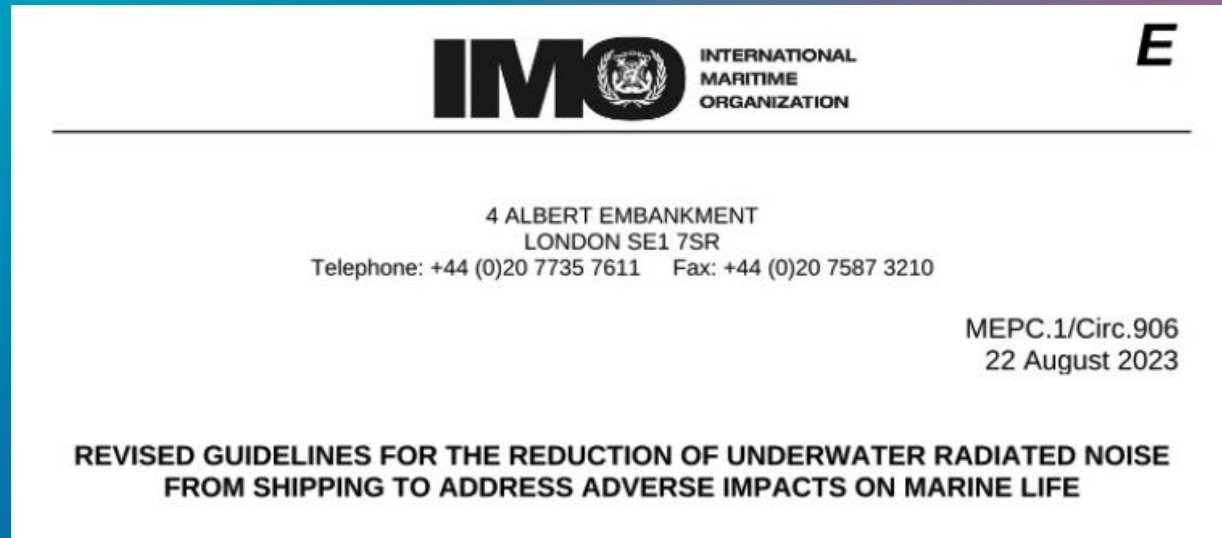 IMO
INTERNATIONAL
MARITIME
ORGANIZATION
E
4 ALBERT EMBANKMENT
LONDON SE1 7SR
Telephone: +44 (0)20 7735 7611 Fax: +44 (0)20 7587 3210
MEPC.1/Circ.906
22 August 2023
REVISED GUIDELINES FOR THE REDUCTION OF UNDERWATER RADIATED NOISE
FROM SHIPPING TO ADDRESS ADVERSE IMPACTS ON MARINE LIFE